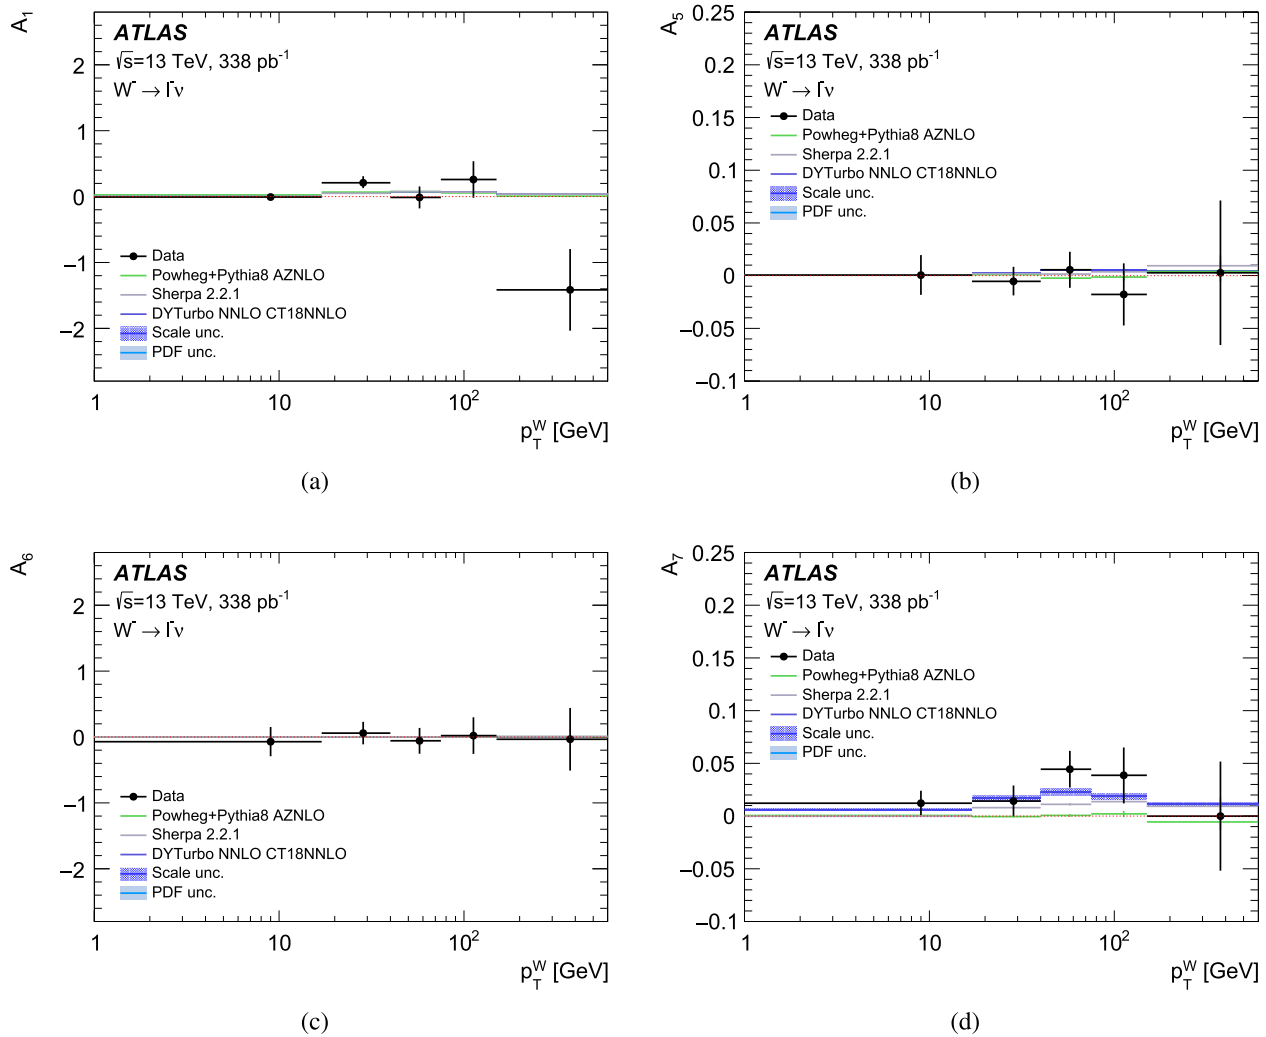 A1
ATLAS
√s=13 TeV, 338 pb-1
W- → l-ν
2
1
0
−1
−2
Data
Powheg+Pythia8 AZNLO
Sherpa 2.2.1
DYTurbo NNLO CT18NNLO
Scale unc.
PDF unc.
1
10
10^2
p_T^W [GeV]
(a)
A5
ATLAS
√s=13 TeV, 338 pb-1
W- → l-ν
Data
Powheg+Pythia8 AZNLO
Sherpa 2.2.1
DYTurbo NNLO CT18NNLO
Scale unc.
PDF unc.
0.25
0.2
0.15
0.1
0.05
0
−0.05
−0.1
1
10
10^2
p_T^W [GeV]
(b)
A6
ATLAS
√s=13 TeV, 338 pb-1
W- → l-ν
2
1
0
−1
−2
Data
Powheg+Pythia8 AZNLO
Sherpa 2.2.1
DYTurbo NNLO CT18NNLO
Scale unc.
PDF unc.
1
10
10^2
p_T^W [GeV]
(c)
A7
ATLAS
√s=13 TeV, 338 pb-1
W- → l-ν
Data
Powheg+Pythia8 AZNLO
Sherpa 2.2.1
DYTurbo NNLO CT18NNLO
Scale unc.
PDF unc.
0.25
0.2
0.15
0.1
0.05
0
−0.05
−0.1
1
10
10^2
p_T^W [GeV]
(d)